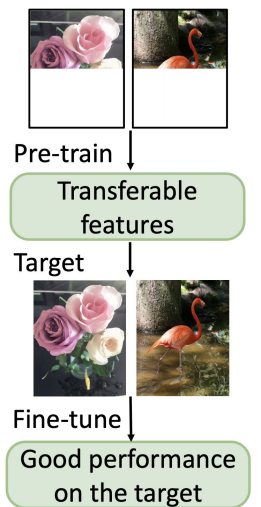 Pre-train
Transferable
features
Target
Fine-tune
Good performance
on the target